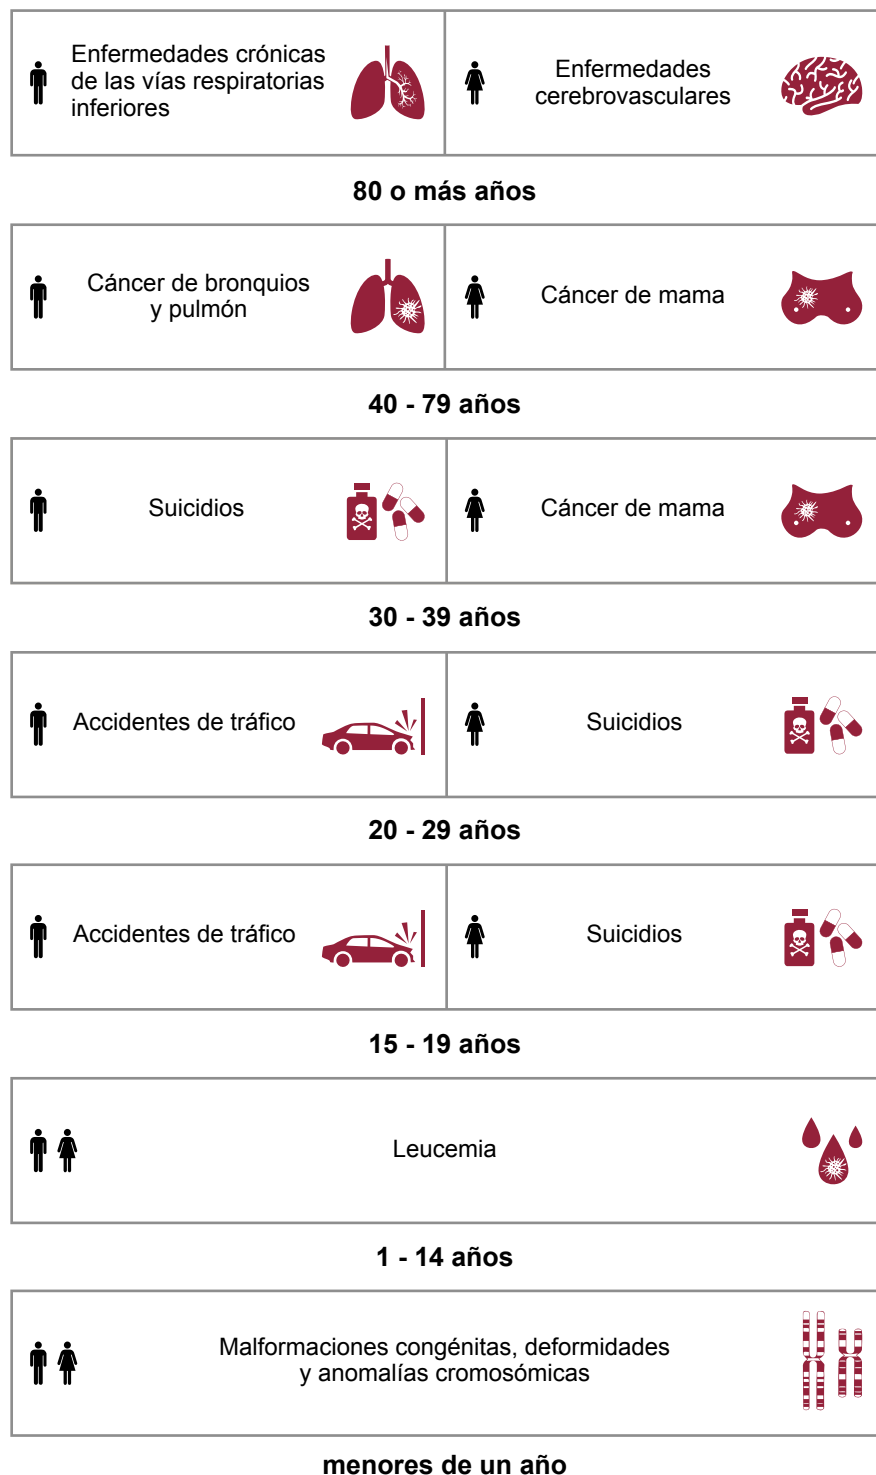 Enfermedades crónicas
de las vías respiratorias
inferiores
Enfermedades
cerebrovasculares
80 o más años
Cáncer de bronquios
y pulmón
Cáncer de mama
40 - 79 años
Suicidios
Cáncer de mama
30 - 39 años
Accidentes de tráfico
Suicidios
20 - 29 años
Accidentes de tráfico
Suicidios
15 - 19 años
Leucemia
1 - 14 años
Malformaciones congénitas, deformidades
y anomalías cromosómicas
menores de un año